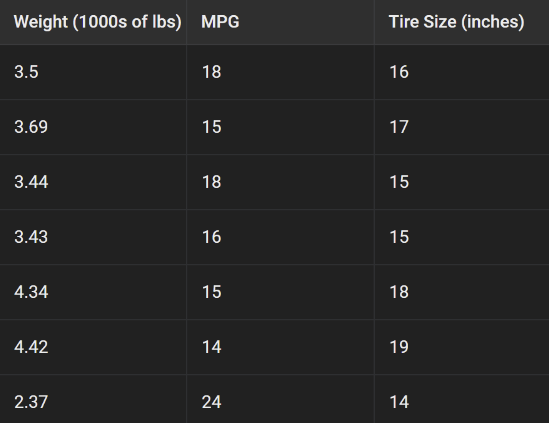 Weight (1000s of lbs) MPG Tire Size (inches)
3.5 18 16
3.69 15 17
3.44 18 15
3.43 16 15
4.34 15 18
4.42 14 19
2.37 24 14